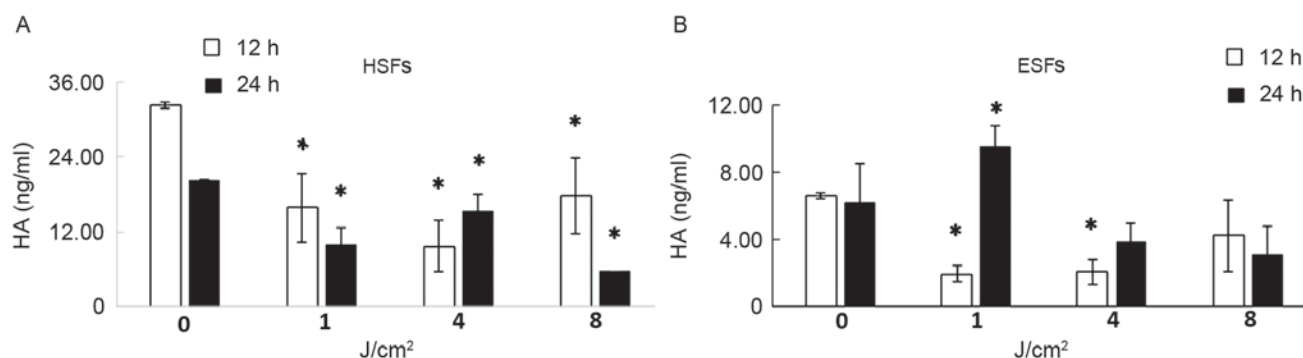 A
12 h
24 h
HSFs
HA (ng/ml)
36.00
24.00
12.00
0
* * * * * *
0 1 4 8
J/cm²
B
12 h
24 h
ESFs
HA (ng/ml)
12.00
8.00
4.00
0
* * *
0 1 4 8
J/cm²